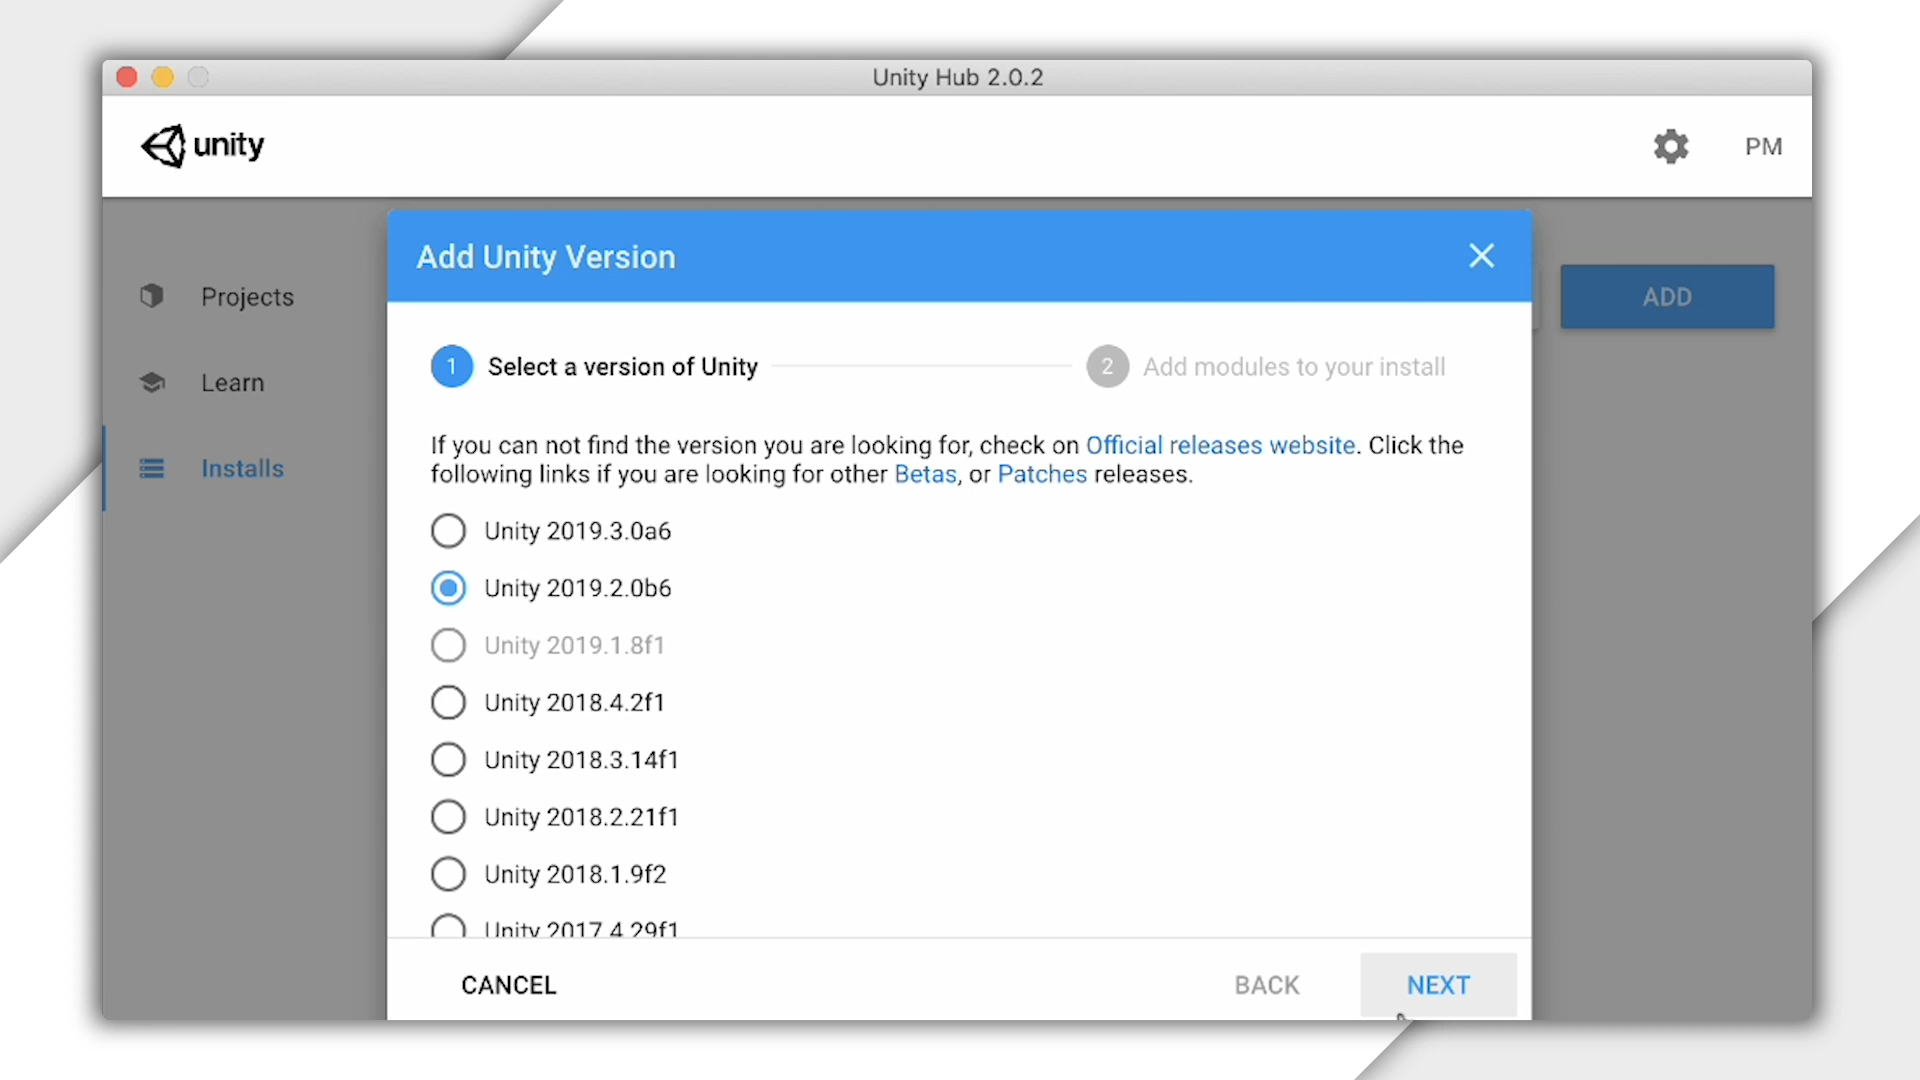 Unity Hub 2.0.2
unity
PM
Projects
Learn
Installs
Add Unity Version
ADD
1 Select a version of Unity
2 Add modules to your install
If you can not find the version you are looking for, check on Official releases website. Click the
following links if you are looking for other Betas, or Patches releases.
Unity 2019.3.0a6
Unity 2019.2.0b6
Unity 2019.1.8f1
Unity 2018.4.2f1
Unity 2018.3.14f1
Unity 2018.2.21f1
Unity 2018.1.9f2
Unity 2017.4.29f1
CANCEL
BACK
NEXT